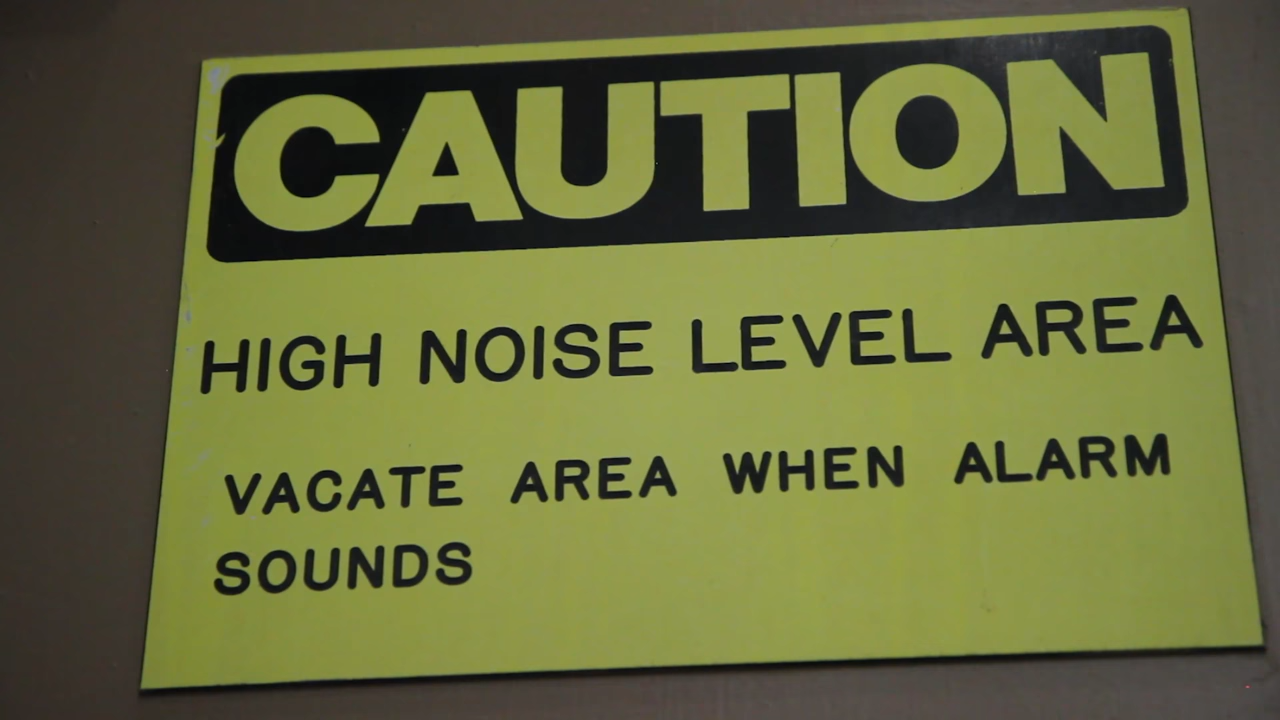 CAUTION
HIGH NOISE LEVEL AREA
VACATE AREA WHEN ALARM
SOUNDS